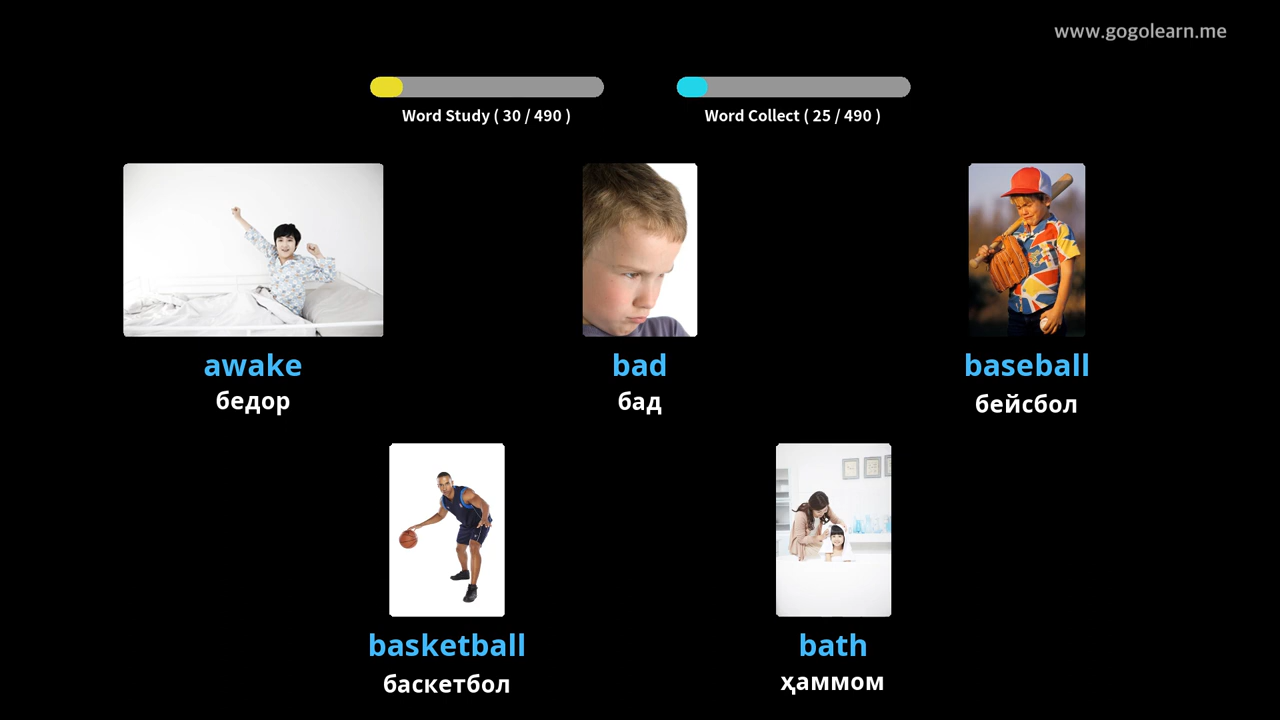 www.gogolearn.me
Word Study ( 30 / 490 )
Word Collect ( 25 / 490 )
awake
бедор
bad
бад
baseball
бейсбол
basketball
баскетбол
bath
ҳаммом